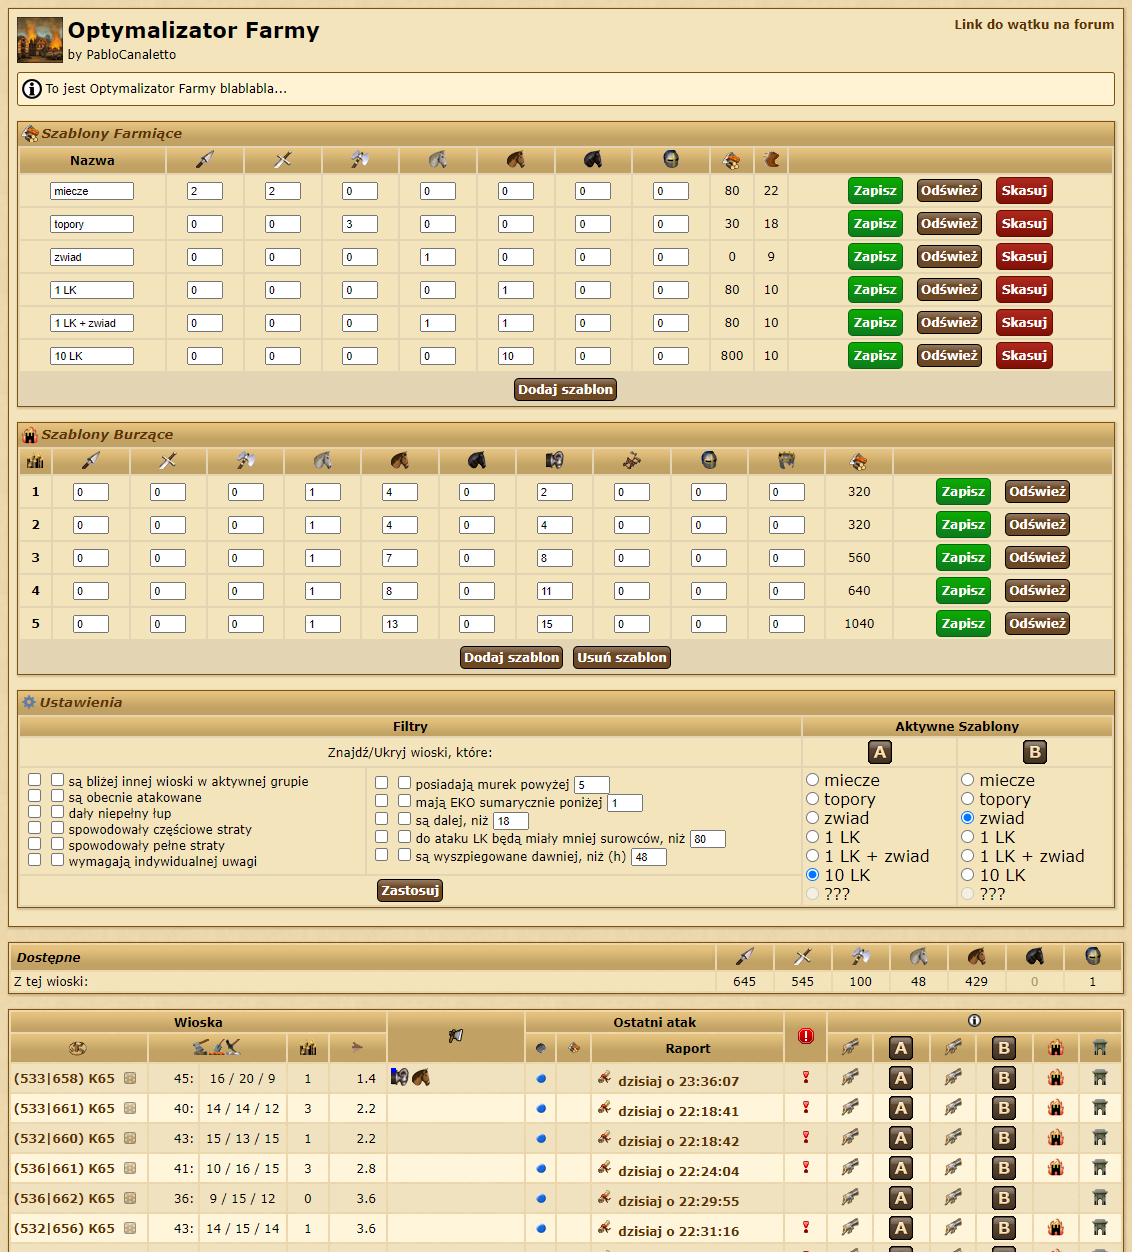 Optymalizator Farmy
Link do wątku na forum
by PabloCanaletto
To jest Optymalizator Farmy blablabla...
Szablony Farmiące
Nazwa
miecze 2 2 0 0 0 0 0 80 22 Zapisz Odśwież Skasuj
topory 0 0 3 0 0 0 0 30 18 Zapisz Odśwież Skasuj
zwiad 0 0 0 1 0 0 0 0 9 Zapisz Odśwież Skasuj
1 LK 0 0 0 0 1 0 0 80 10 Zapisz Odśwież Skasuj
1 LK + zwiad 0 0 0 1 1 0 0 80 10 Zapisz Odśwież Skasuj
10 LK 0 0 0 0 10 0 0 800 10 Zapisz Odśwież Skasuj
Dodaj szablon
Szablony Burzące
1 0 0 0 1 4 0 2 0 0 0 320 Zapisz Odśwież
2 0 0 0 1 4 0 4 0 0 0 320 Zapisz Odśwież
3 0 0 0 1 7 0 8 0 0 0 560 Zapisz Odśwież
4 0 0 0 1 8 0 11 0 0 0 640 Zapisz Odśwież
5 0 0 0 1 13 0 15 0 0 0 1040 Zapisz Odśwież
Dodaj szablon Usuń szablon
Ustawienia
Filtry
Znajdź/Ukryj wioski, które:
są bliżej innej wioski w aktywnej grupie
są obecnie atakowane
dały niepełny łup
spowodowały częściowe straty
spowodowały pełne straty
wymagają indywidualnej uwagi
posiadają murek powyżej 5
mają EKO sumarycznie poniżej 1
są dalej, niż 18
do ataku LK będą miały mniej surowców, niż 80
są wyszpiegowane dawniej, niż (h) 48
Zastosuj
Aktywne Szablony
A B
miecze miecze
topory topory
zwiad zwiad
1 LK 1 LK
1 LK + zwiad 1 LK + zwiad
10 LK 10 LK
??? ???
Dostępne
Z tej wioski: 645 545 100 48 429 0 1
Wioska Ostatni atak
Raport A B
(533|658) K65 45: 16 / 20 / 9 1 1.4 dzisiaj o 23:36:07 A B
(533|661) K65 40: 14 / 14 / 12 3 2.2 dzisiaj o 22:18:41 A B
(532|660) K65 43: 15 / 13 / 15 1 2.2 dzisiaj o 22:18:42 A B
(536|661) K65 41: 10 / 16 / 15 3 2.8 dzisiaj o 22:24:04 A B
(536|662) K65 36: 9 / 15 / 12 0 3.6 dzisiaj o 22:29:55 A B
(532|656) K65 43: 14 / 15 / 14 1 3.6 dzisiaj o 22:31:16 A B